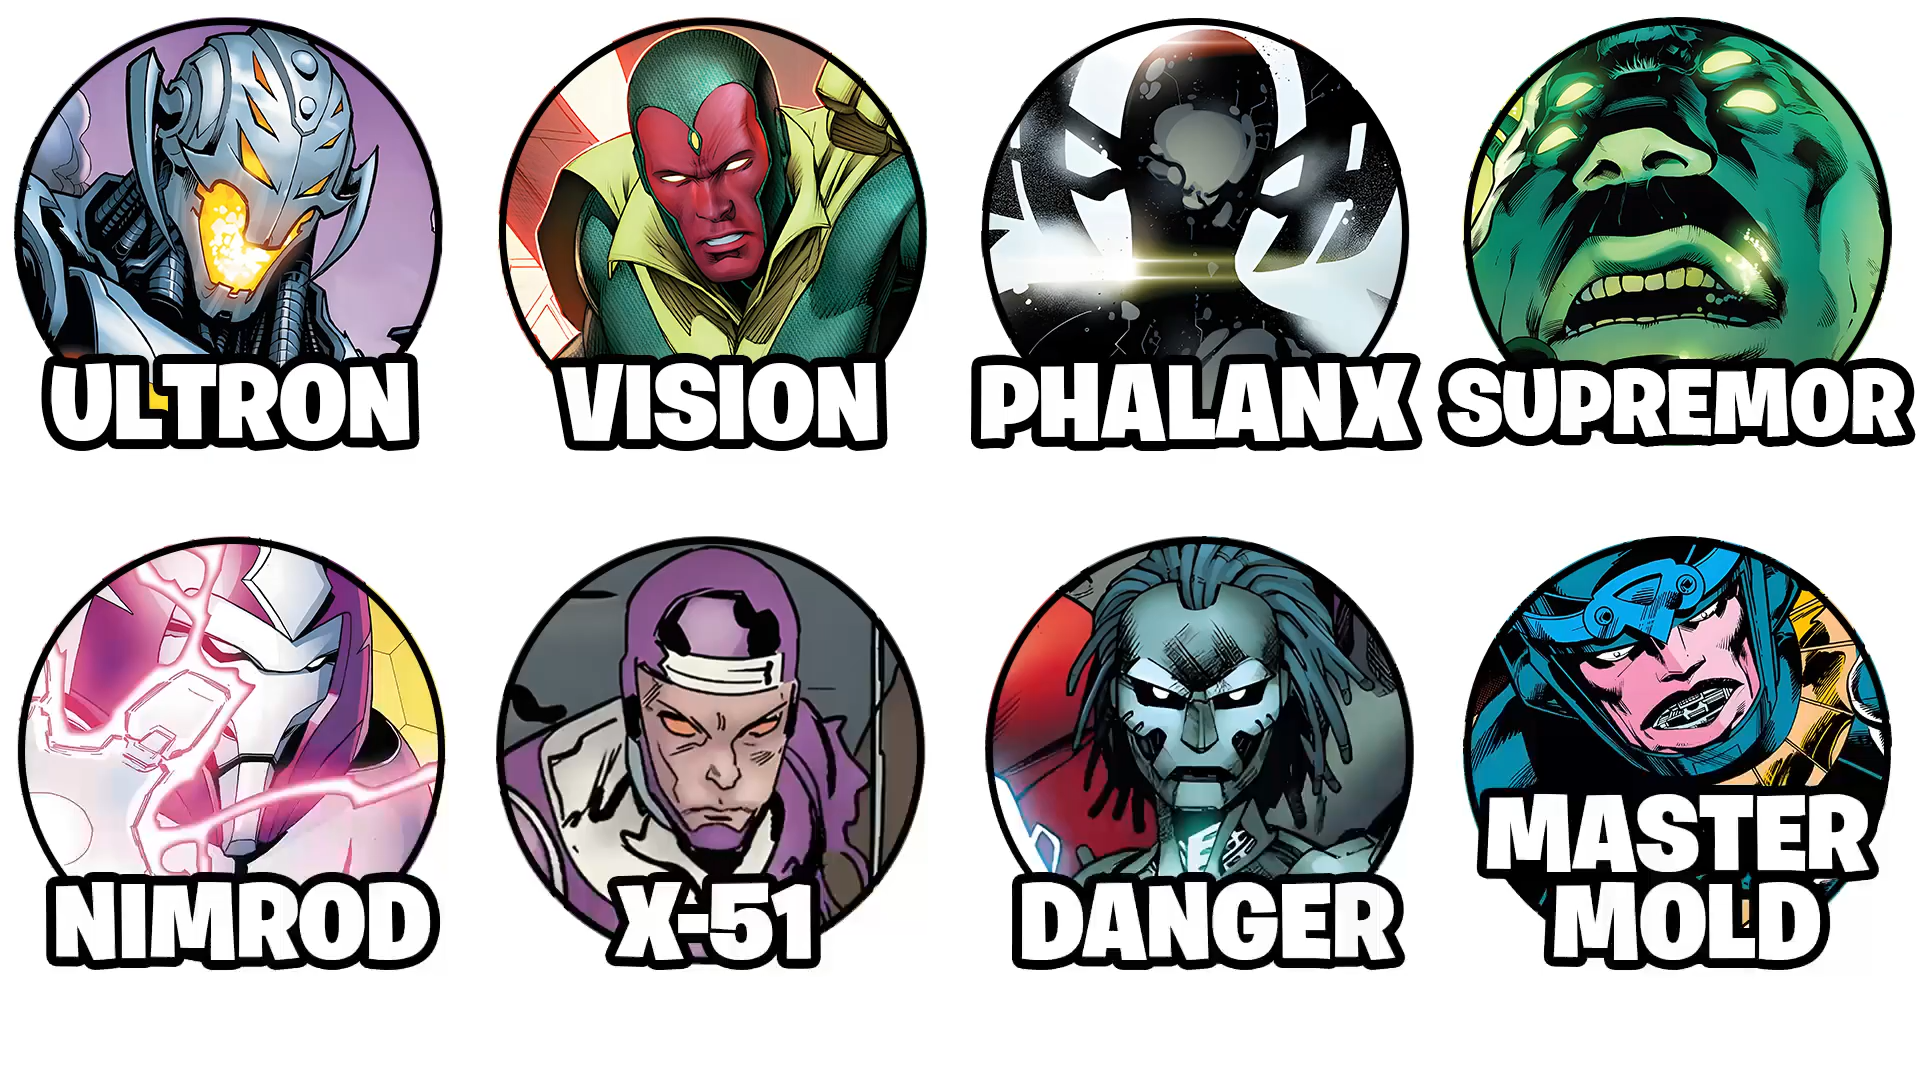 ULTRON
VISION
PHALANX
SUPREMOR
NIMROD
X-51
DANGER
MASTER
MOLD